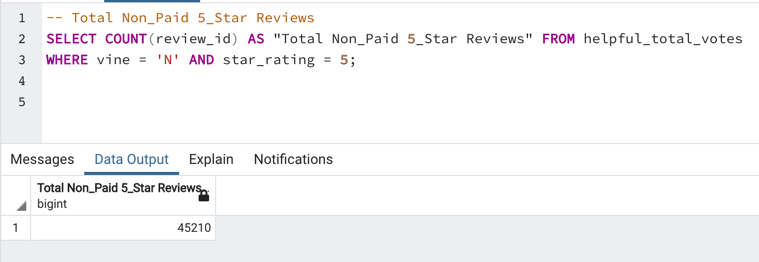 1 -- Total Non_Paid 5_Star Reviews
2 SELECT COUNT(review_id) AS "Total Non_Paid 5_Star Reviews" FROM helpful_total_votes
3 WHERE vine = 'N' AND star_rating = 5;
4
5
Messages Data Output Explain Notifications
Total Non_Paid 5_Star Reviews
bigint
1 45210